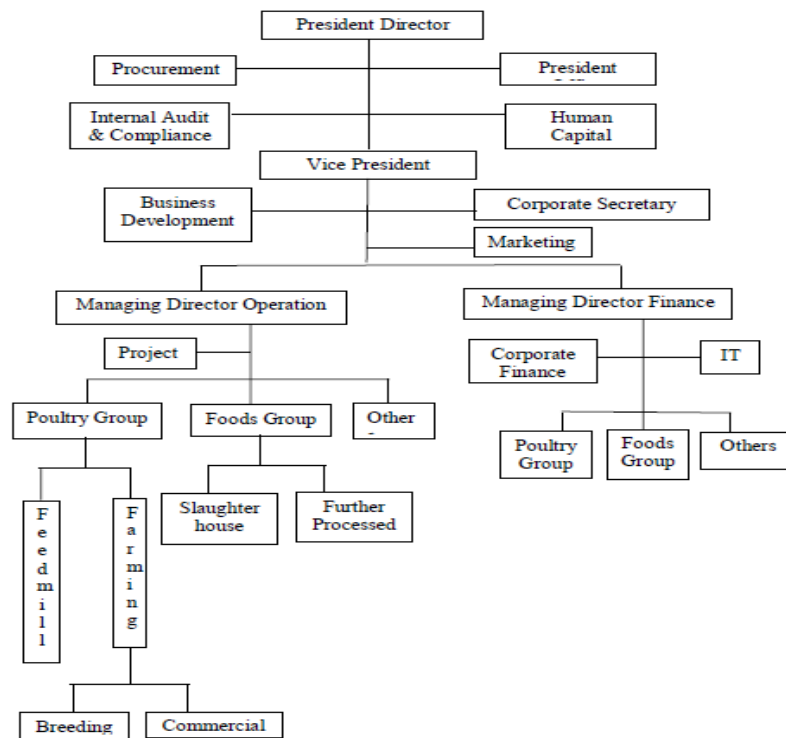 President Director
Procurement
President
Internal Audit
& Compliance
Human
Capital
Vice President
Business
Development
Corporate Secretary
Marketing
Managing Director Operation
Managing Director Finance
Project
Corporate
Finance
IT
Poultry Group
Foods Group
Other
Poultry
Group
Foods
Group
Others
Feedmill
Farming
Slaughter
house
Further
Processed
Breeding
Commercial